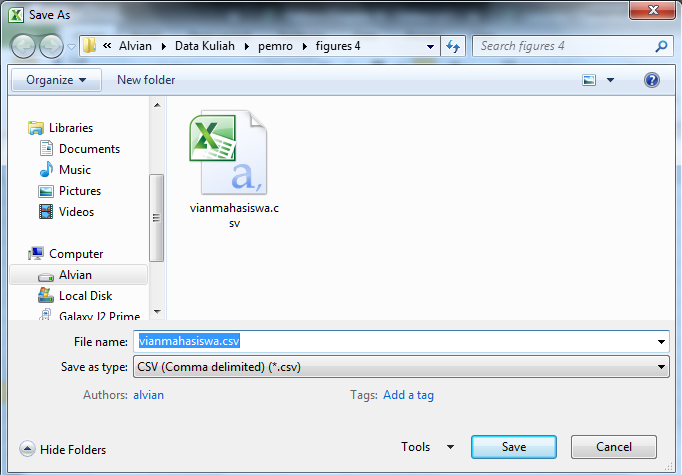 Save As
« Alvian ▸ Data Kuliah ▸ pemro ▸ figures 4
Search figures 4
Organize
New folder
Libraries
Documents
Music
Pictures
Videos
Computer
Alvian
Local Disk
Galaxy J2 Prime
vianmahasiswa.c
sv
File name: vianmahasiswa.csv
Save as type: CSV (Comma delimited) (*.csv)
Authors: alvian
Tags: Add a tag
Hide Folders
Tools
Save
Cancel